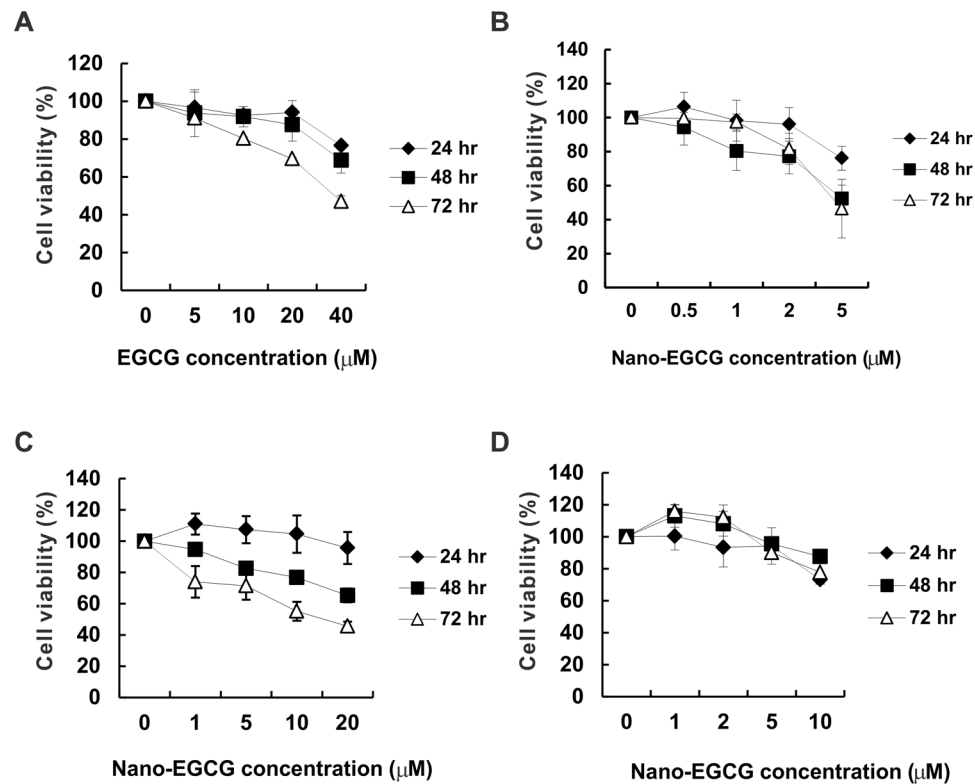 A
Cell viability (%)
120
100
80
60
40
20
0
0 5 10 20 40
EGCG concentration (μM)
24 hr
48 hr
72 hr
B
Cell viability (%)
140
120
100
80
60
40
20
0
0 0.5 1 2 5
Nano-EGCG concentration (μM)
24 hr
48 hr
72 hr
C
Cell viability (%)
140
120
100
80
60
40
20
0
0 1 5 10 20
Nano-EGCG concentration (μM)
24 hr
48 hr
72 hr
D
Cell viability (%)
140
120
100
80
60
40
20
0
0 1 2 5 10
Nano-EGCG concentration (μM)
24 hr
48 hr
72 hr